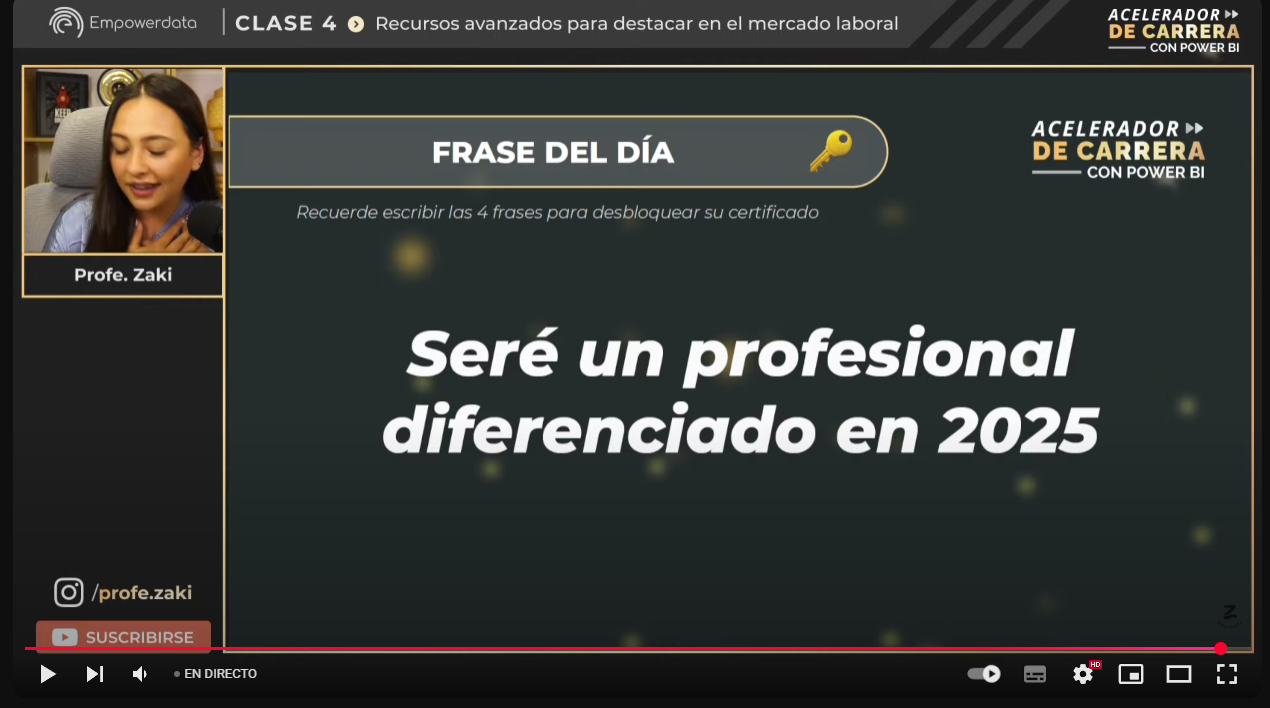 Empowerdata
CLASE 4
Recursos avanzados para destacar en el mercado laboral
ACELERADOR
DE CARRERA
CON POWER BI
Profe. Zaki
FRASE DEL DÍA
Recuerde escribir las 4 frases para desbloquear su certificado
ACELERADOR
DE CARRERA
CON POWER BI
Seré un profesional
diferenciado en 2025
/profe.zaki
SUSCRIBIRSE
EN DIRECTO
HD